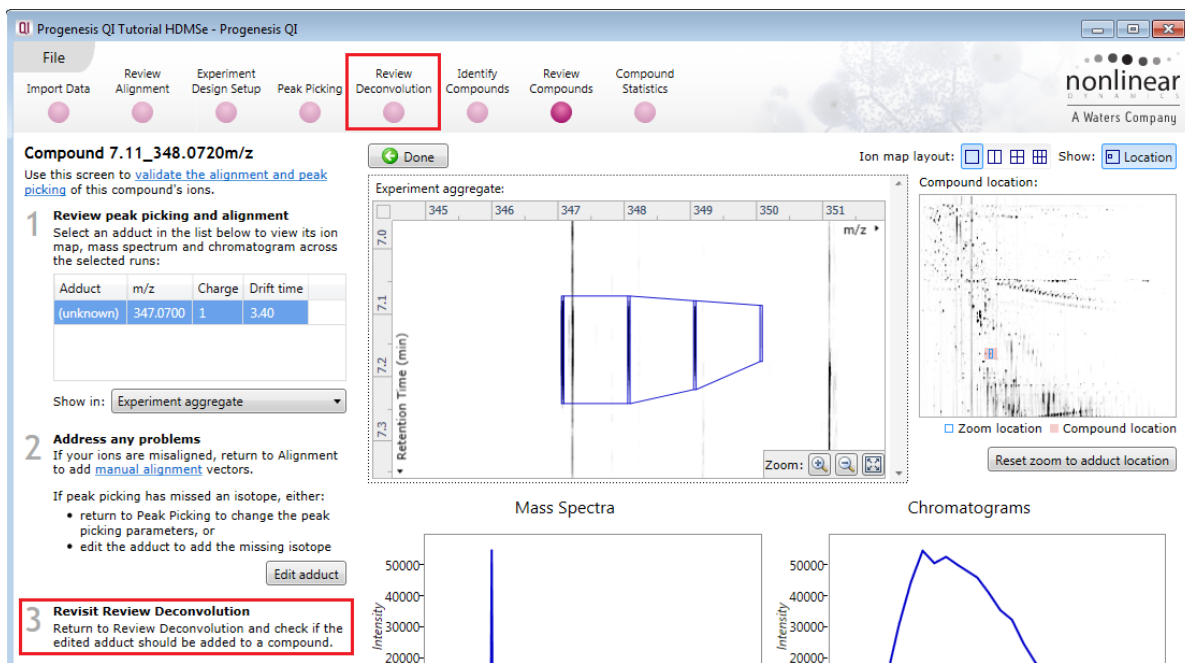 QI Progenesis QI Tutorial HDMSe - Progenesis QI
File
Import Data
Review Alignment
Experiment Design Setup
Peak Picking
Review Deconvolution
Identify Compounds
Review Compounds
Compound Statistics
nonlinear
DYNAMICS
A Waters Company
Compound 7.11_348.0720m/z
Use this screen to validate the alignment and peak
picking of this compound's ions.
1 Review peak picking and alignment
Select an adduct in the list below to view its ion
map, mass spectrum and chromatogram across
the selected runs:
Adduct m/z Charge Drift time
(unknown) 347.0700 1 3.40
Show in: Experiment aggregate
2 Address any problems
If your ions are misaligned, return to Alignment
to add manual alignment vectors.
If peak picking has missed an isotope, either:
• return to Peak Picking to change the peak
picking parameters, or
• edit the adduct to add the missing isotope
Edit adduct
3 Revisit Review Deconvolution
Return to Review Deconvolution and check if the
edited adduct should be added to a compound.
Done
Ion map layout: Show: Location
Experiment aggregate:
345 346 347 348 349 350 351
m/z
7.0
7.1
7.2
7.3
Retention Time (min)
Zoom:
Compound location:
Zoom location Compound location
Reset zoom to adduct location
Mass Spectra
50000
40000
30000
20000
Intensity
Chromatograms
50000
40000
30000
20000
Intensity